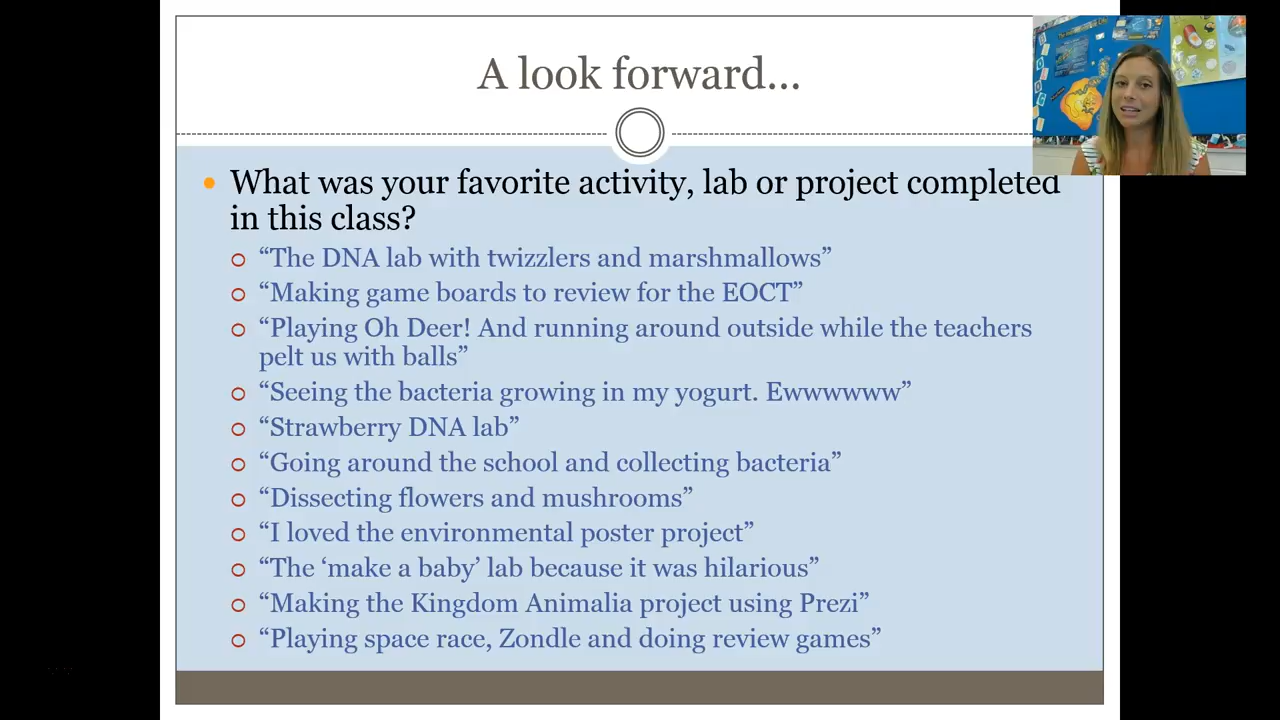 A look forward...
What was your favorite activity, lab or project completed
in this class?
“The DNA lab with twizzlers and marshmallows”
“Making game boards to review for the EOCT”
“Playing Oh Deer! And running around outside while the teachers
pelt us with balls”
“Seeing the bacteria growing in my yogurt. Ewwwwww”
“Strawberry DNA lab”
“Going around the school and collecting bacteria”
“Dissecting flowers and mushrooms”
“I loved the environmental poster project”
“The ‘make a baby’ lab because it was hilarious”
“Making the Kingdom Animalia project using Prezi”
“Playing space race, Zondle and doing review games”